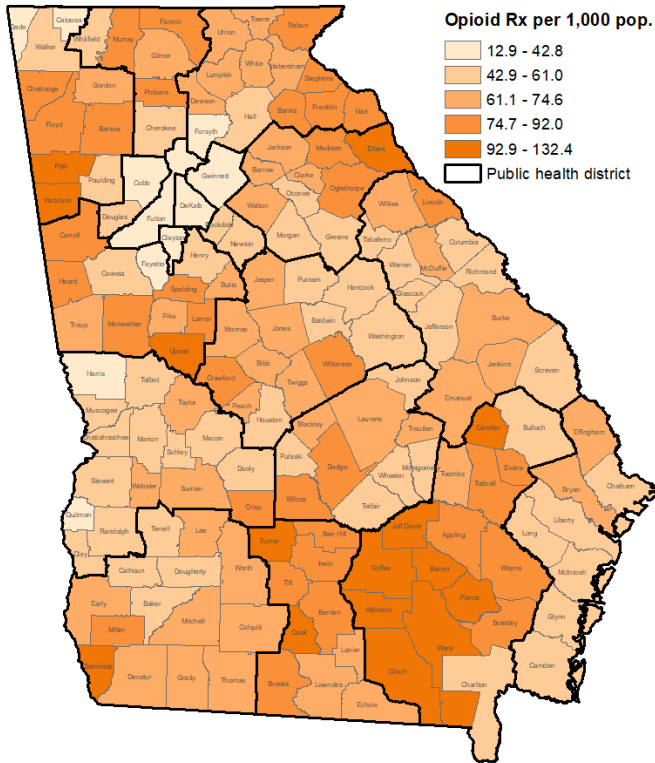 Opioid Rx per 1,000 pop.
12.9 - 42.8
42.9 - 61.0
61.1 - 74.6
74.7 - 92.0
92.9 - 132.4
Public health district
Dade
Catoosa
Walker
Whitfield
Murray
Fannin
Gilmer
Union
Towns
Rabun
White
Habersham
Lumpkin
Stephens
Chattooga
Gordon
Pickens
Dawson
Hall
Banks
Franklin
Hart
Floyd
Bartow
Cherokee
Forsyth
Jackson
Madison
Elbert
Polk
Paulding
Cobb
Gwinnett
Barrow
Clarke
Oglethorpe
Oconee
Haralson
Douglas
Fulton
DeKalb
Walton
Wilkes
Lincoln
Carroll
Clayton
Rockdale
Newton
Morgan
Greene
Taliaferro
Columbia
Fayette
Henry
McDuffie
Warren
Richmond
Heard
Coweta
Spalding
Butts
Jasper
Putnam
Hancock
Glascock
Troup
Meriwether
Pike
Lamar
Monroe
Jones
Baldwin
Washington
Jefferson
Burke
Upson
Bibb
Wilkinson
Harris
Talbot
Crawford
Twiggs
Johnson
Jenkins
Screven
Taylor
Peach
Houston
Laurens
Emanuel
Muscogee
Chattahoochee
Marion
Macon
Bleckley
Treutlen
Candler
Bulloch
Effingham
Schley
Pulaski
Dodge
Montgomery
Stewart
Webster
Sumter
Dooly
Wheeler
Toombs
Tattnall
Evans
Bryan
Chatham
Quitman
Crisp
Wilcox
Telfair
Randolph
Terrell
Lee
Turner
Ben Hill
Jeff Davis
Appling
Long
Liberty
Clay
Calhoun
Dougherty
Worth
Irwin
Coffee
Bacon
Wayne
McIntosh
Early
Baker
Tift
Pierce
Miller
Mitchell
Colquitt
Berrien
Atkinson
Brantley
Glynn
Cook
Ware
Seminole
Decatur
Grady
Thomas
Lanier
Clinch
Charlton
Camden
Brooks
Lowndes
Echols